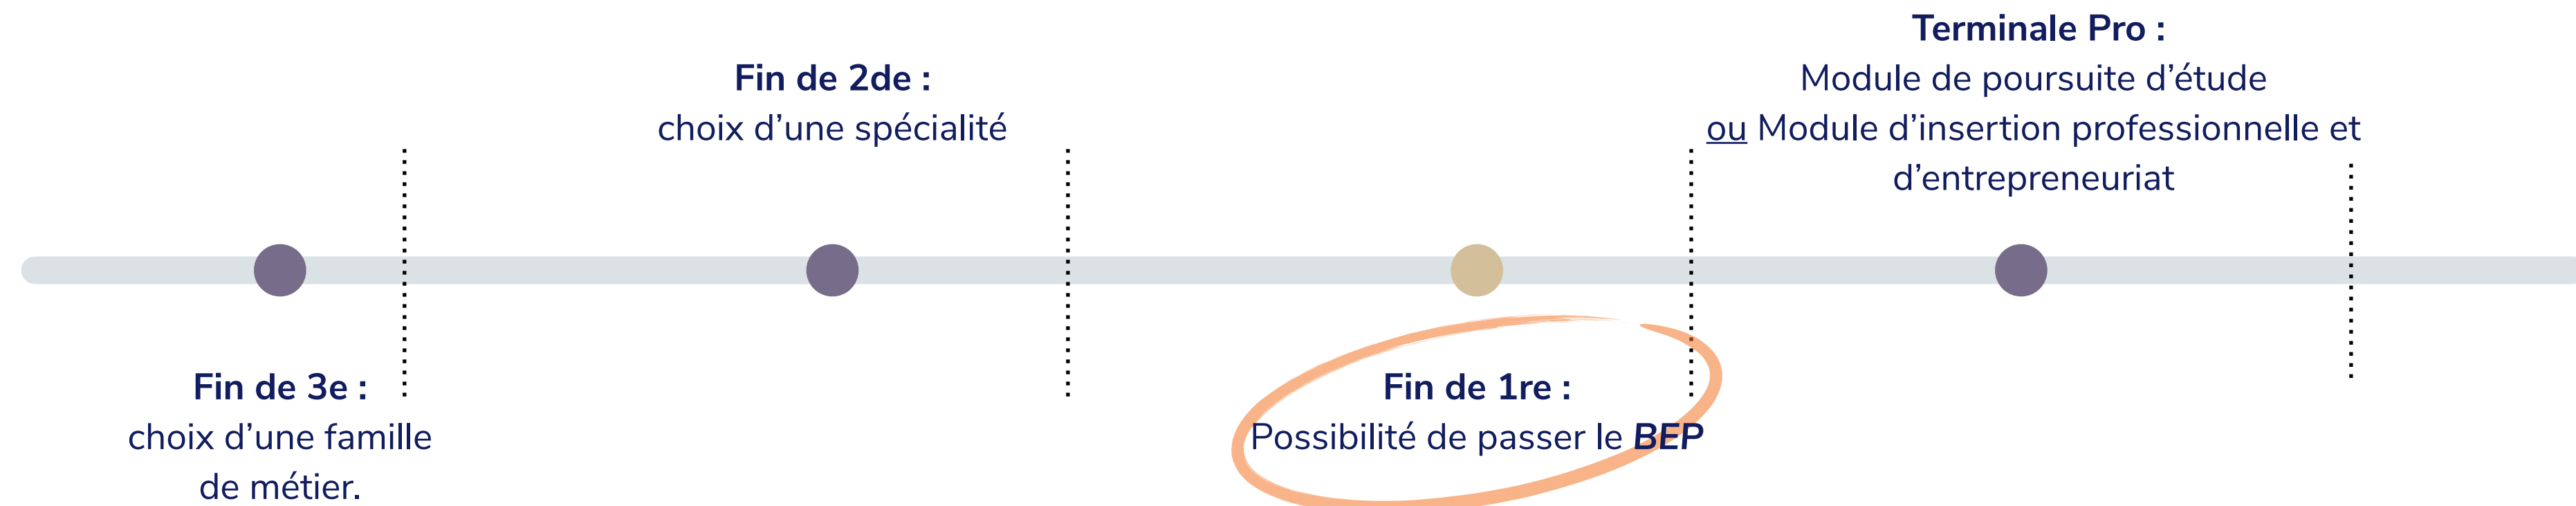 Fin de 3e :
choix d’une famille
de métier.
Fin de 2de :
choix d’une spécialité
Fin de 1re :
Possibilité de passer le BEP
Terminale Pro :
Module de poursuite d’étude
ou Module d’insertion professionnelle et
d’entrepreneuriat